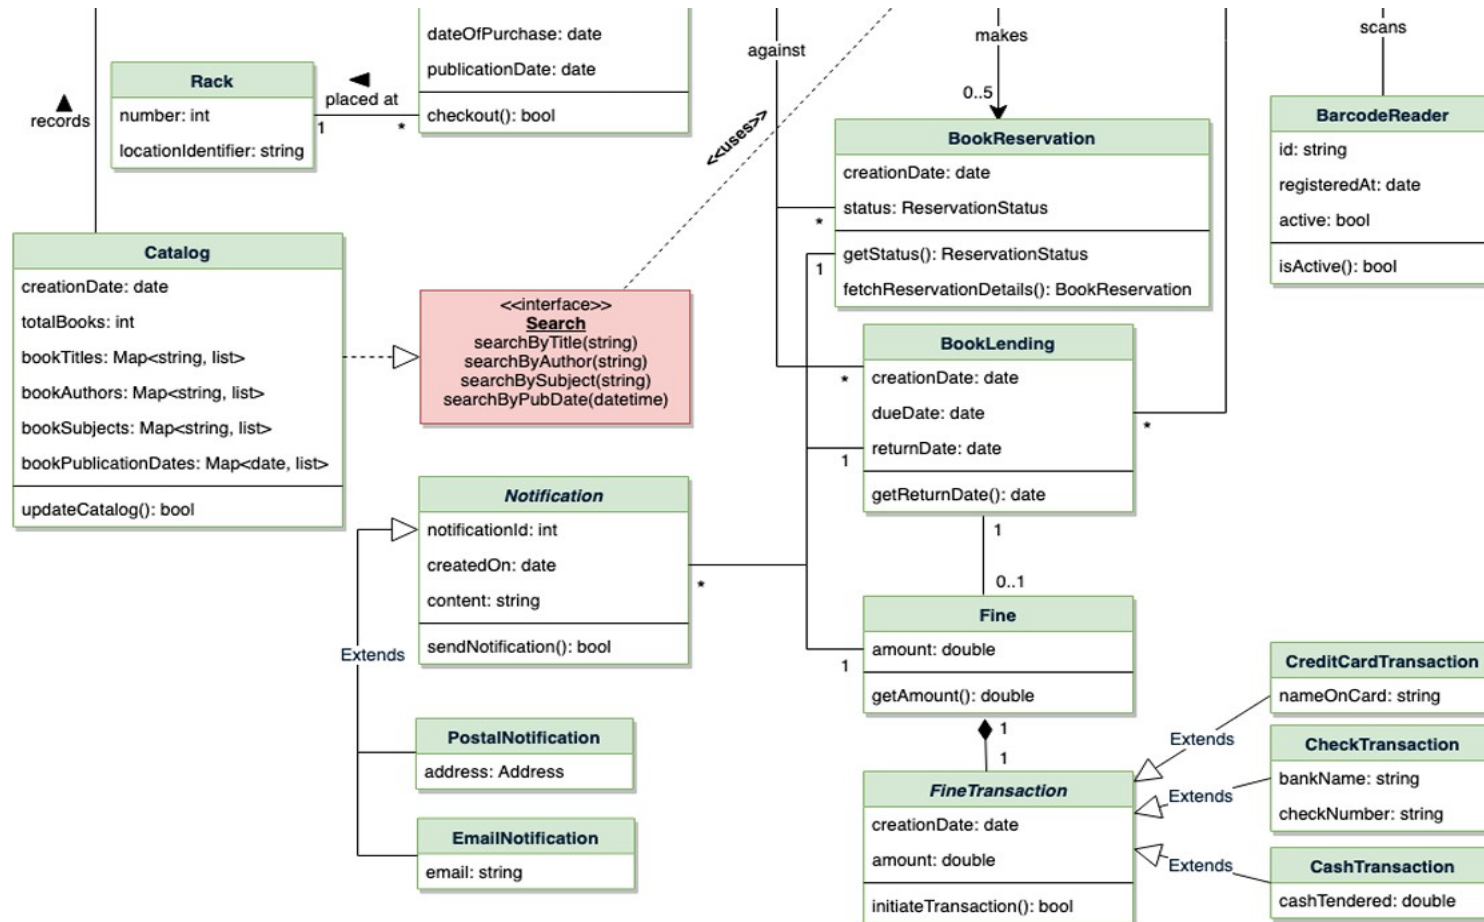 dateOfPurchase: date
publicationDate: date
checkout(): bool
against
makes
scans
records
Rack
number: int
locationIdentifier: string
placed at
1
*
<<uses>>
0..5
BookReservation
creationDate: date
status: ReservationStatus
getStatus(): ReservationStatus
fetchReservationDetails(): BookReservation
*
1
BarcodeReader
id: string
registeredAt: date
active: bool
isActive(): bool
Catalog
creationDate: date
totalBooks: int
bookTitles: Map<string, list>
bookAuthors: Map<string, list>
bookSubjects: Map<string, list>
bookPublicationDates: Map<date, list>
updateCatalog(): bool
<<interface>>
Search
searchByTitle(string)
searchByAuthor(string)
searchBySubject(string)
searchByPubDate(datetime)
BookLending
creationDate: date
dueDate: date
returnDate: date
getReturnDate(): date
*
1
*
1
0..1
Notification
notificationId: int
createdOn: date
content: string
sendNotification(): bool
*
Extends
PostalNotification
address: Address
EmailNotification
email: string
Fine
amount: double
getAmount(): double
1
1
1
FineTransaction
creationDate: date
amount: double
initiateTransaction(): bool
Extends
Extends
Extends
CreditCardTransaction
nameOnCard: string
CheckTransaction
bankName: string
checkNumber: string
CashTransaction
cashTendered: double